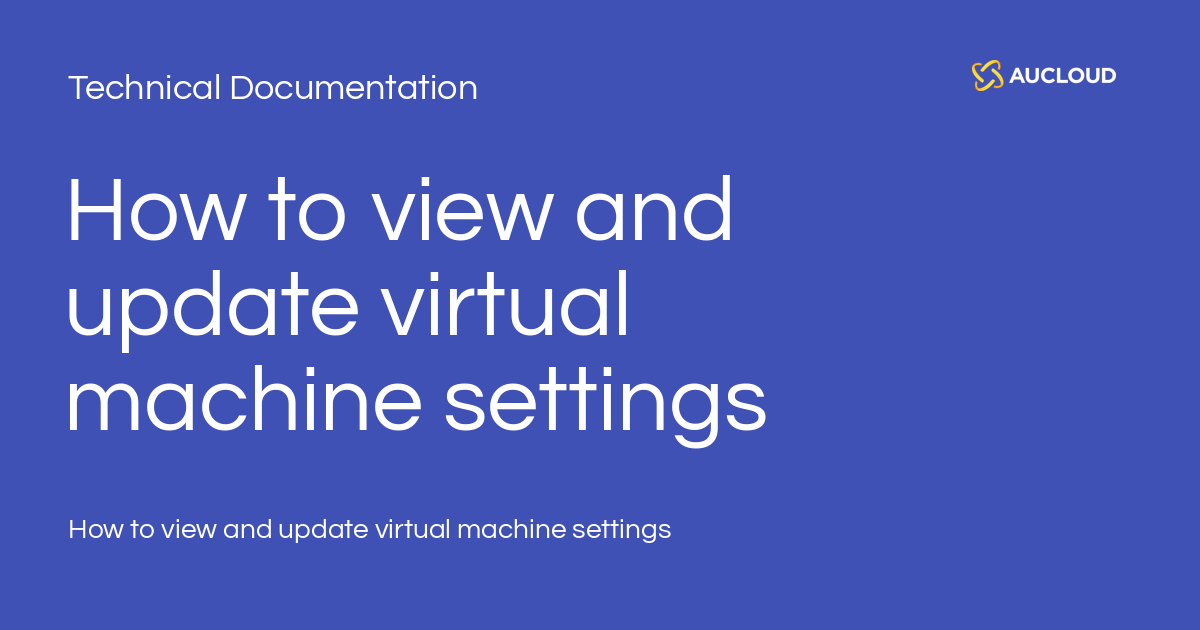 Technical Documentation
AUCLOUD
How to view and
update virtual
machine settings
How to view and update virtual machine settings